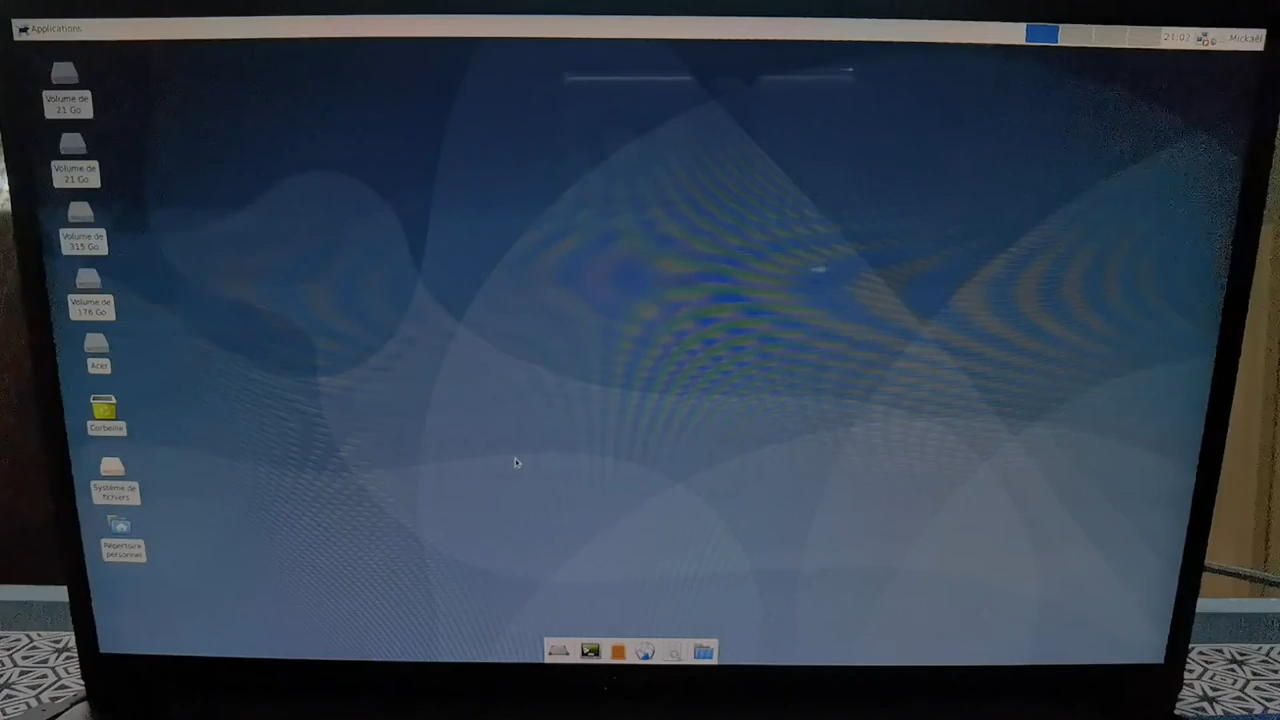 Applications
21:02
Mickaël
Volume de
21 Go
Volume de
21 Go
Volume de
315 Go
Volume de
176 Go
Acer
Corbeille
Système de
fichiers
Répertoire
personnel